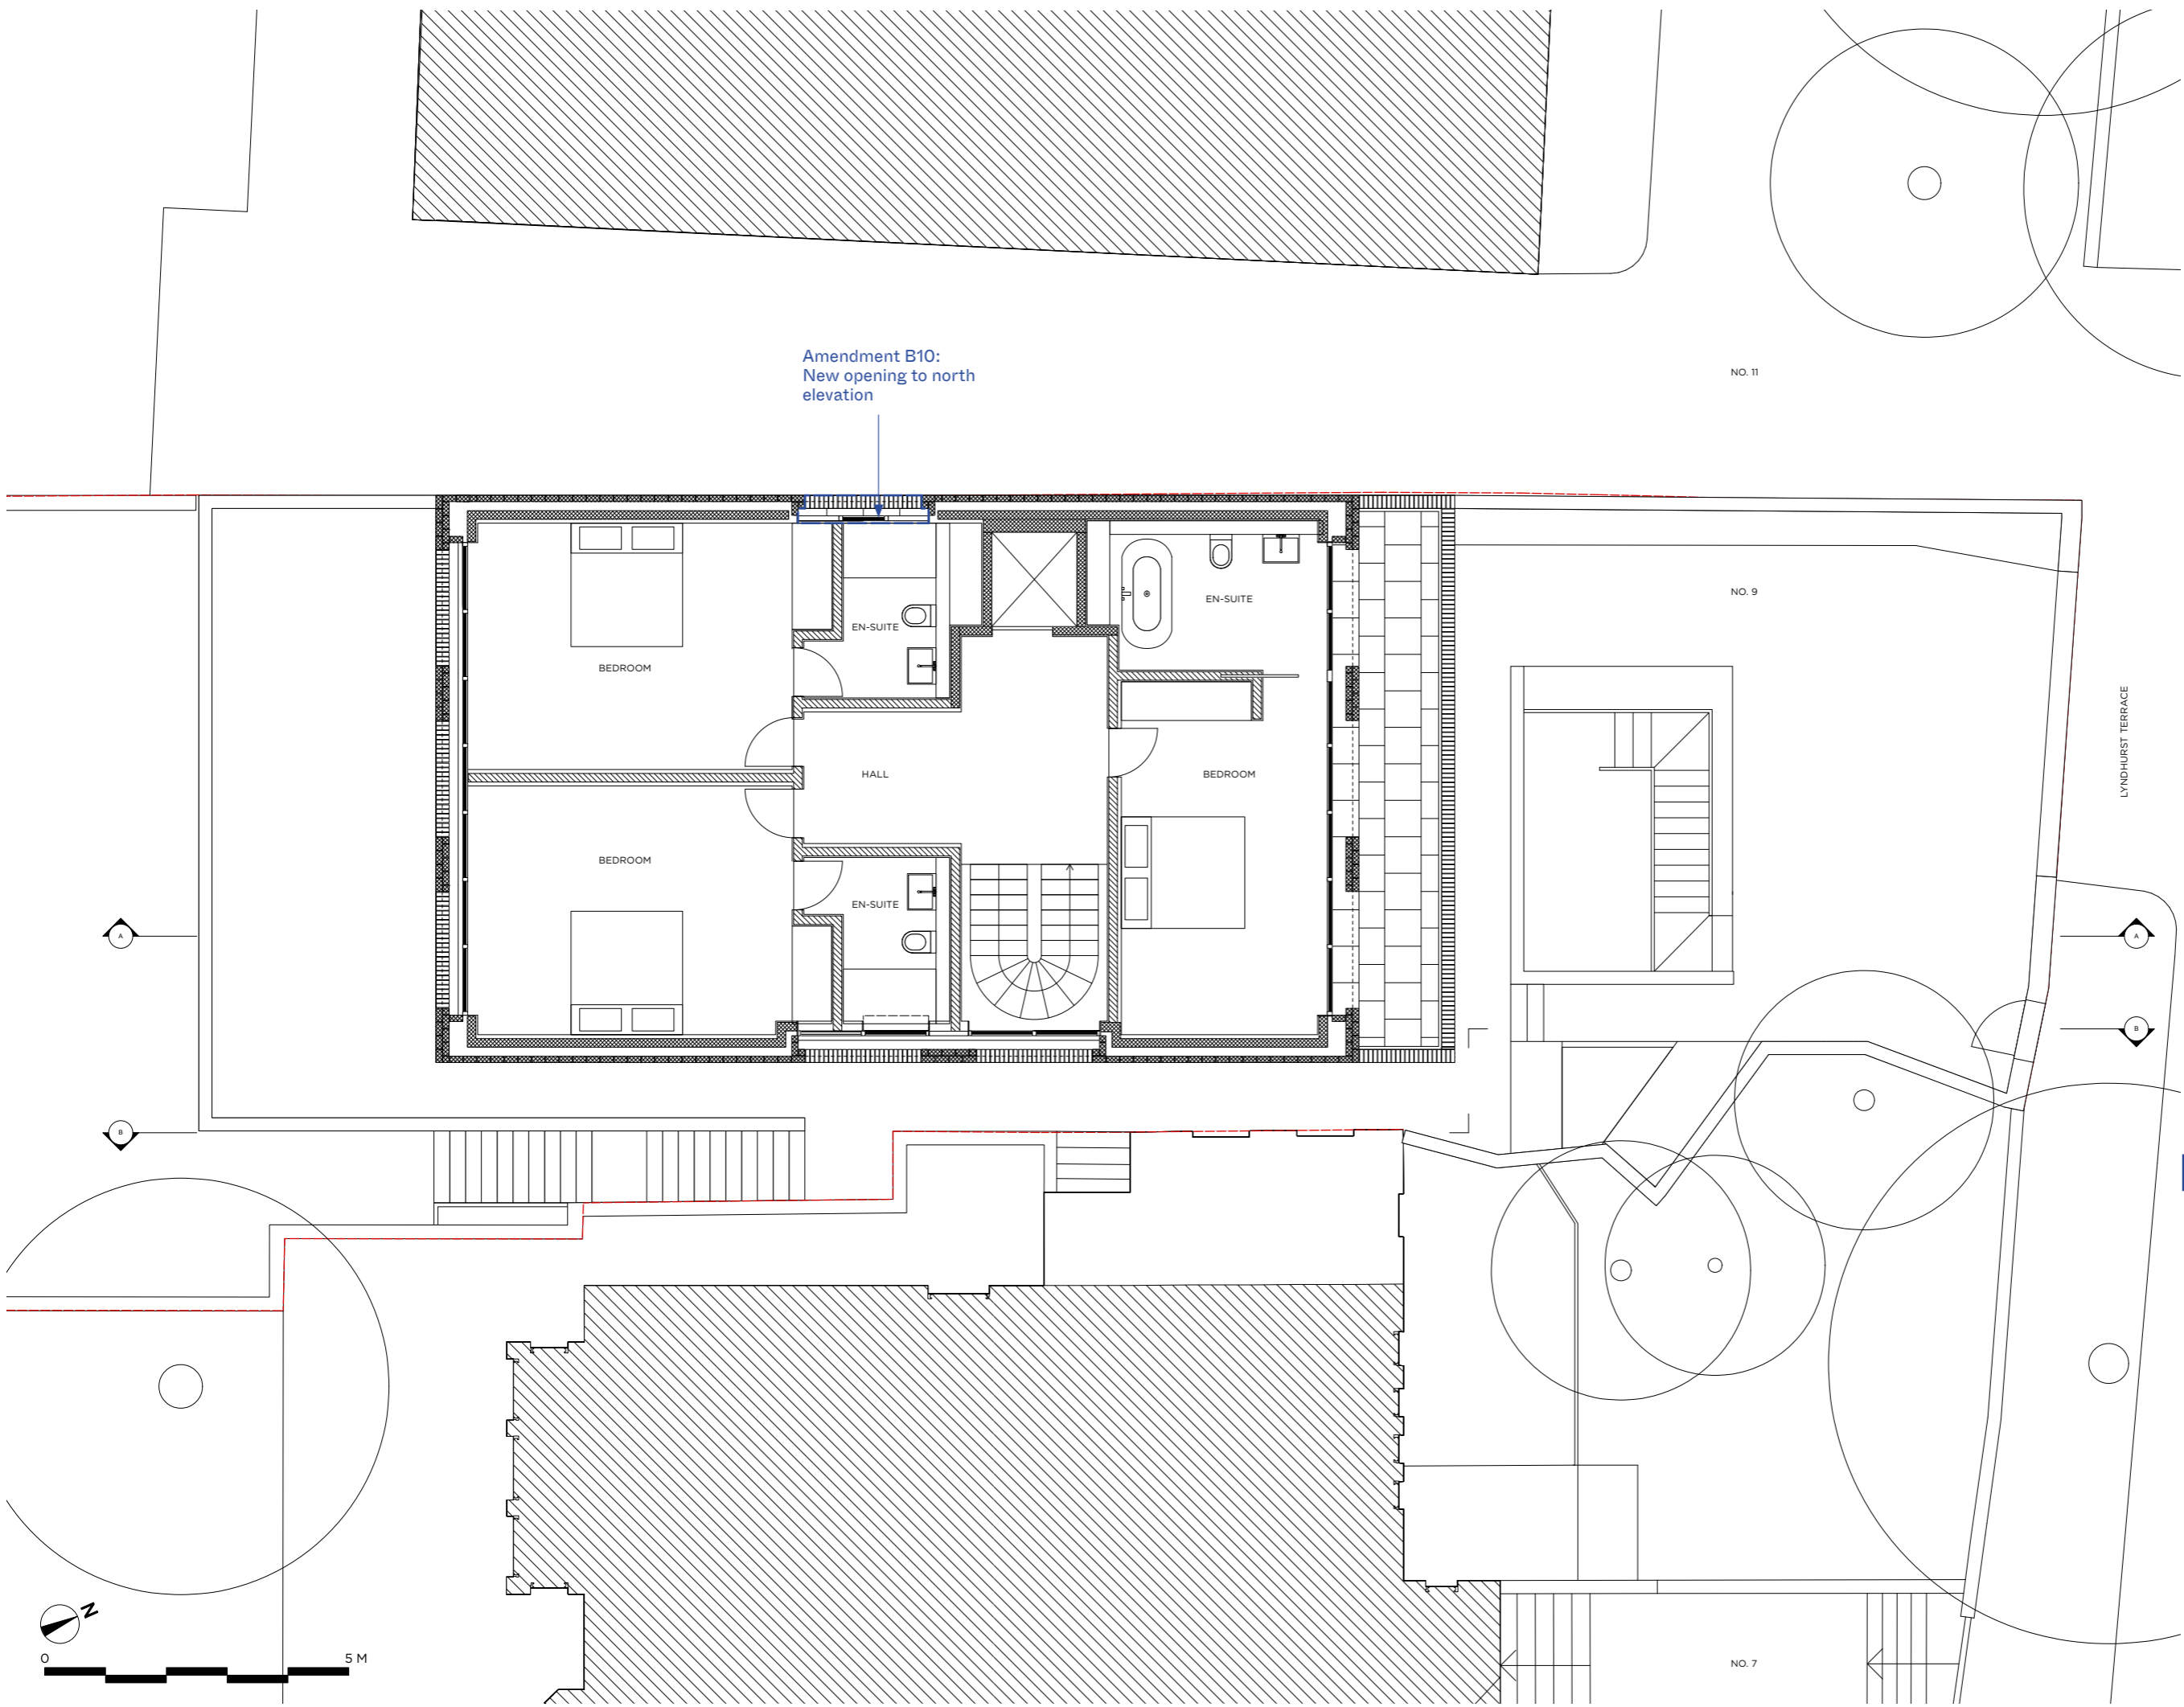 Amendment B10:
New opening to north
elevation
NO. 11
NO. 9
EN-SUITE
EN-SUITE
BEDROOM
LYNDHURST TERRACE
HALL
BEDROOM
BEDROOM
EN-SUITE
A
A
B
B
N
0 5 M
NO. 7